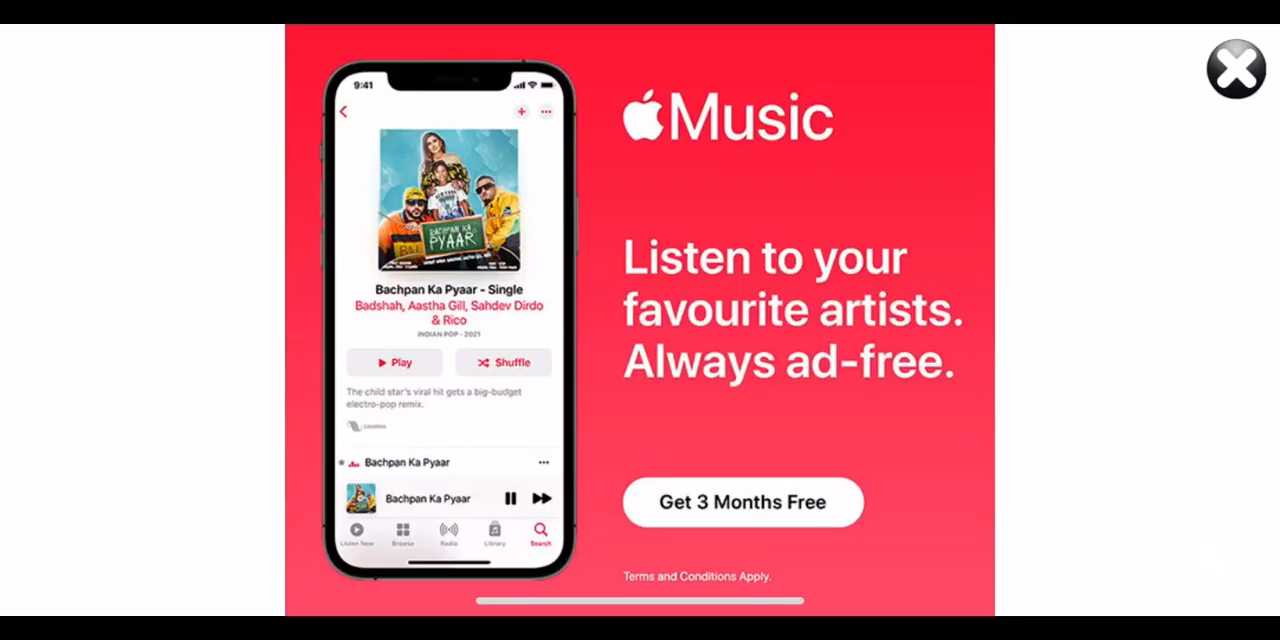 9:41
BACHPAN KA
PYAAR
Bachpan Ka Pyaar - Single
Badshah, Aastha Gill, Sahdev Dirdo
& Rico
INDIAN POP · 2021
Play
Shuffle
The child star's viral hit gets a big-budget
electro-pop remix.
Bachpan Ka Pyaar
Bachpan Ka Pyaar
Listen Now
Browse
Radio
Library
Search
Music
Listen to your
favourite artists.
Always ad-free.
Get 3 Months Free
Terms and Conditions Apply.